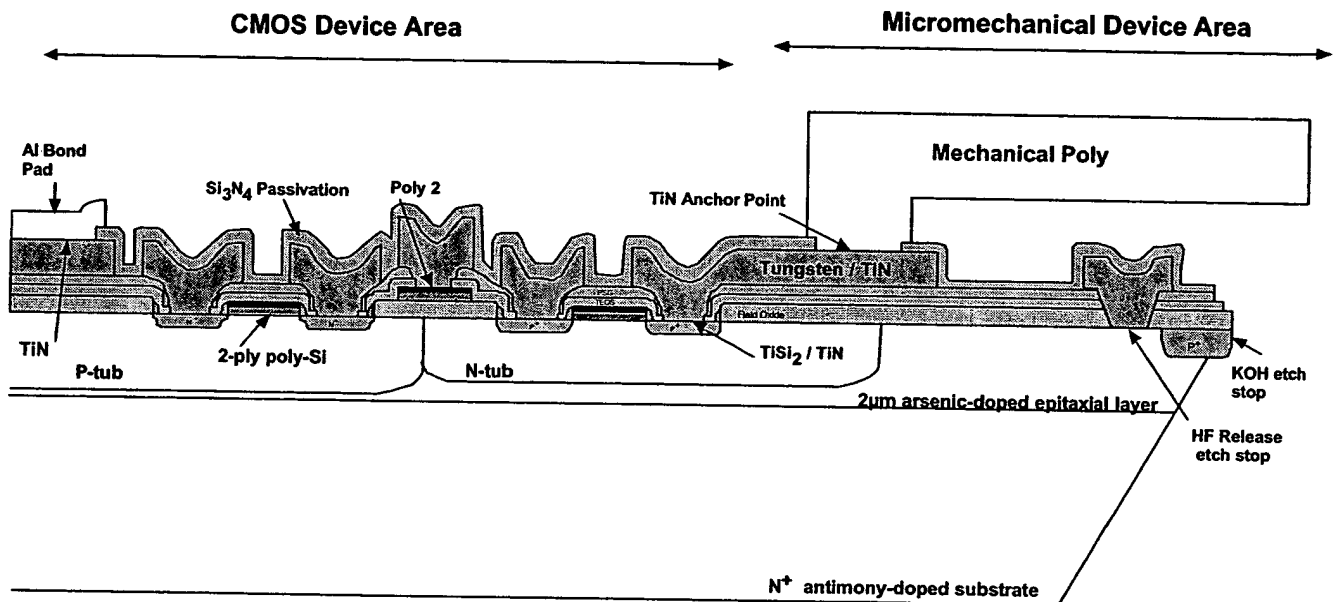 CMOS Device Area
Micromechanical Device Area
Al Bond
Pad
Si₃N₄ Passivation
Poly 2
TiN Anchor Point
Mechanical Poly
Tungsten / TiN
TEOS
Field Oxide
P⁺
TiN
2-ply poly-Si
TiSi₂ / TiN
P-tub
N-tub
KOH etch
stop
2μm arsenic-doped epitaxial layer
HF Release
etch stop
N⁺ antimony-doped substrate